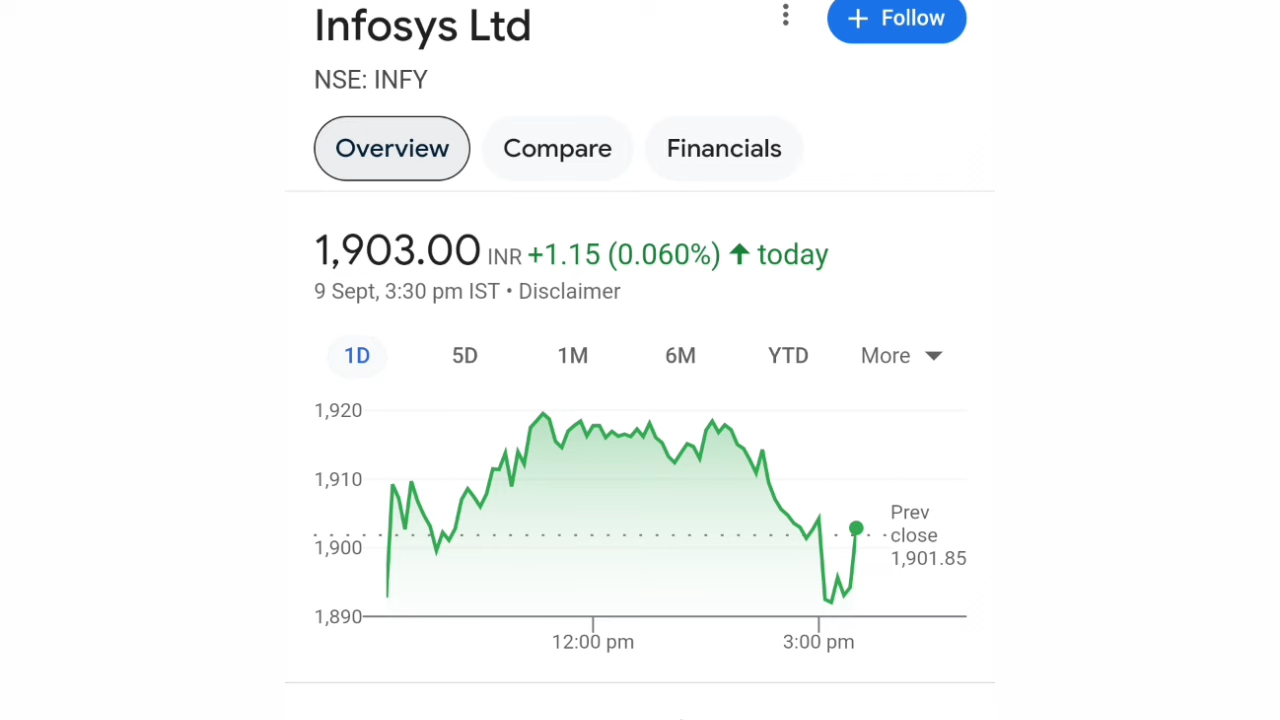 Infosys Ltd
+ Follow
NSE: INFY
Overview
Compare
Financials
1,903.00 INR +1.15 (0.060%) ↑ today
9 Sept, 3:30 pm IST • Disclaimer
1D
5D
1M
6M
YTD
More
1,920
1,910
1,900
1,890
Prev
close
1,901.85
12:00 pm
3:00 pm